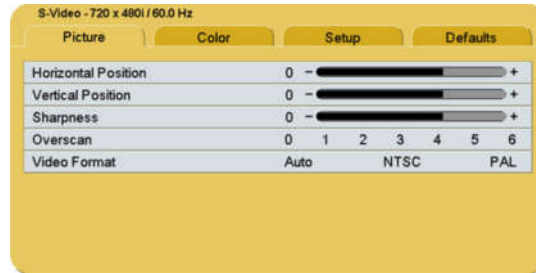 S-Video - 720 x 480i / 60.0 Hz
Picture Color Setup Defaults
Horizontal Position 0 - +
Vertical Position 0 - +
Sharpness 0 - +
Overscan 0 1 2 3 4 5 6
Video Format Auto NTSC PAL